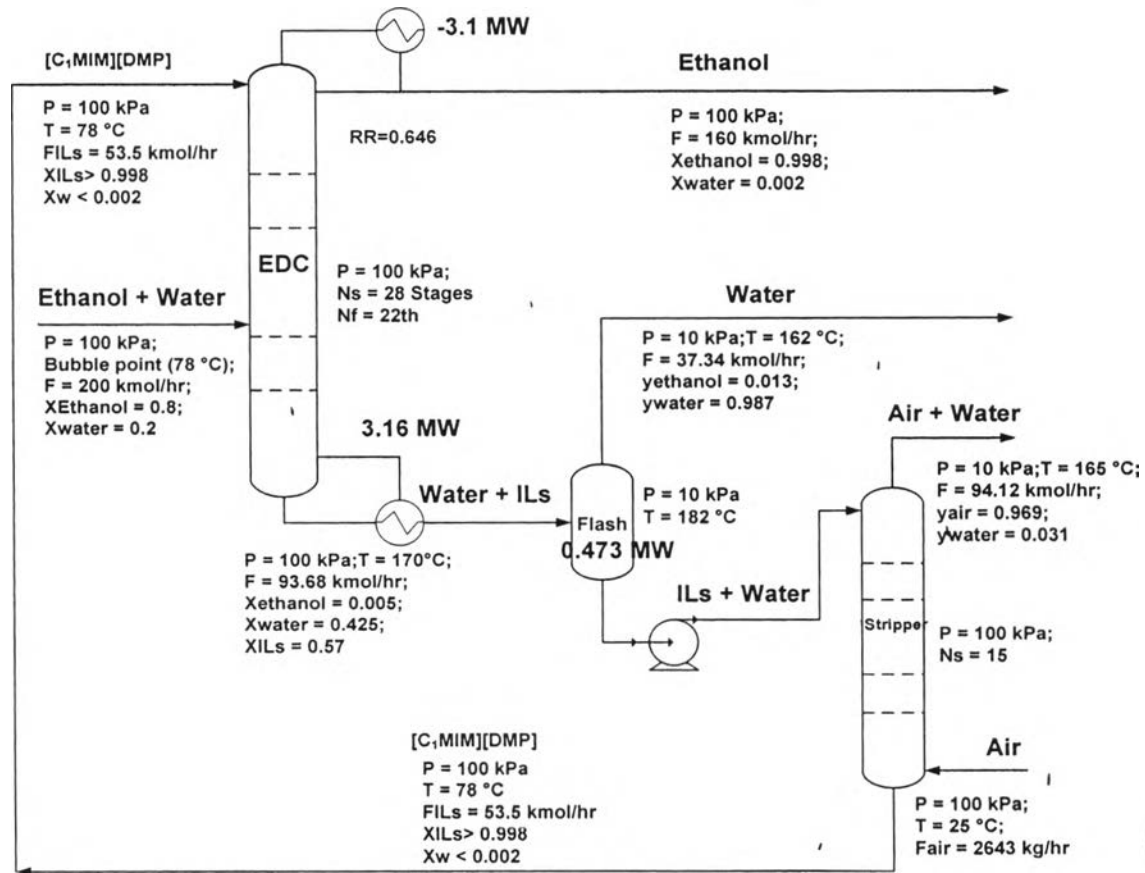 -3.1 MW
[C₁MIM][DMP]
P = 100 kPa
T = 78 °C
FILs = 53.5 kmol/hr
XILs> 0.998
Xw < 0.002
Ethanol
P = 100 kPa;
F = 160 kmol/hr;
Xethanol = 0.998;
Xwater = 0.002
RR=0.646
EDC
P = 100 kPa;
Ns = 28 Stages
Nf = 22th
Ethanol + Water
P = 100 kPa;
Bubble point (78 °C);
F = 200 kmol/hr;
XEthanol = 0.8;
Xwater = 0.2
Water
P = 10 kPa;T = 162 °C;
F = 37.34 kmol/hr;
yethanol = 0.013;
ywater = 0.987
3.16 MW
Water + ILs
P = 100 kPa;T = 170°C;
F = 93.68 kmol/hr;
Xethanol = 0.005;
Xwater = 0.425;
XILs = 0.57
Flash
0.473 MW
P = 10 kPa
T = 182 °C
Air + Water
P = 10 kPa;T = 165 °C;
F = 94.12 kmol/hr;
yair = 0.969;
ywater = 0.031
ILs + Water
Stripper
P = 100 kPa;
Ns = 15
Air
P = 100 kPa;
T = 25 °C;
Fair = 2643 kg/hr
[C₁MIM][DMP]
P = 100 kPa
T = 78 °C
FILs = 53.5 kmol/hr
XILs> 0.998
Xw < 0.002